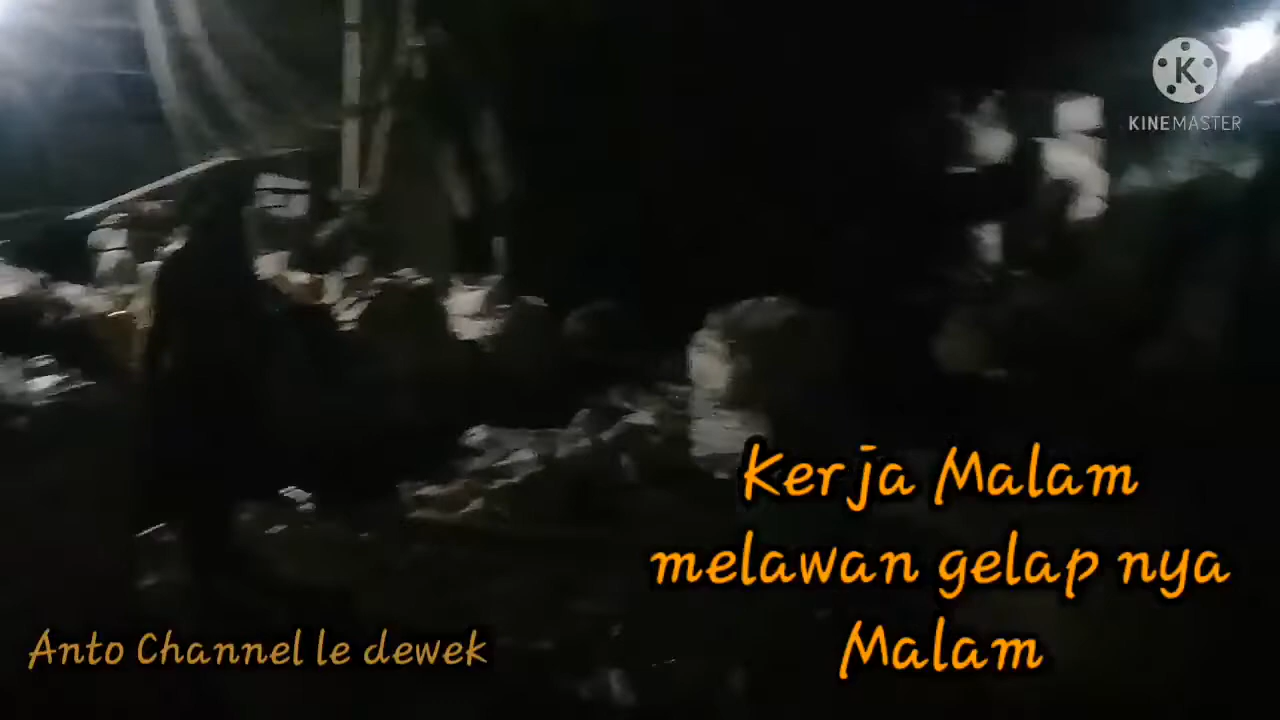 KINEMASTER
Kerja Malam
melawan gelap nya
Malam
Anto Channel le dewek